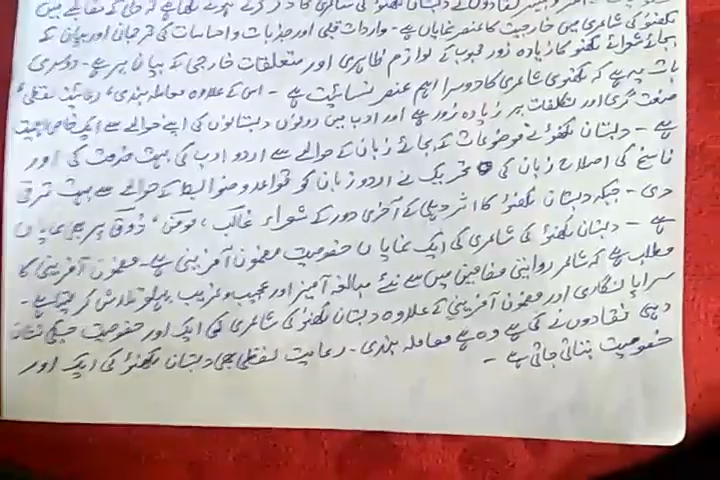 لکھنؤ کی شاعری میں خارجیت کا عنصر نمایاں ہے۔ واردات قلبی اور جذبات و احساسات کی ترجمانی اور بیان کے
بجائے شعرائے لکھنو کا زیادہ زور محبوب کے لوازم ظاہری اور متعلقات خارجی کے بیان پر ہے۔ دوسری
بات یہ ہے کہ لکھنوی شاعری کا دوسرا اہم عنصر نسائیت ہے۔ اس کے علاوہ معاملہ بندی، رعایت لفظی،
صنعت گری اور تکلفات پر زیادہ زور ہے اور ادب میں دونوں دبستانوں کی اپنے حوالے سے ایک خاص اہمیت
ہے۔ دبستان لکھنؤ نے موضوعات کے بجائے زبان کے حوالے سے اردو ادب کی بہت خدمت کی اور
ناسخ کی اصلاح زبان کی تحریک نے اردو زبان کو قواعد و ضوابط کے حوالے سے بہت ترقی
دی۔ جبکہ دبستان لکھنؤ کا اثر دہلی کے آخری دور کے شعراء غالب، مومن، ذوق پر بھی نمایاں
ہے۔ دبستان لکھنؤ کی شاعری کی ایک نمایاں خصوصیت مضمون آفرینی ہے۔ مضمون آفرینی کا
مطلب ہے کہ شاعر روایتی مضامین میں سے نئے مبالغہ آمیز اور عجیب و غریب پہلو تلاش کر لیتا ہے۔
سراپا نگاری اور مضمون آفرینی کے علاوہ دبستان لکھنؤ کی شاعری کی ایک اور خصوصیت جسکی نشان
دہی نقادوں نے کی ہے وہ ہے معاملہ بندی۔ رعایت لفظی بھی دبستان لکھنؤ کی ایک اور
خصوصیت بتائی جاتی ہے۔